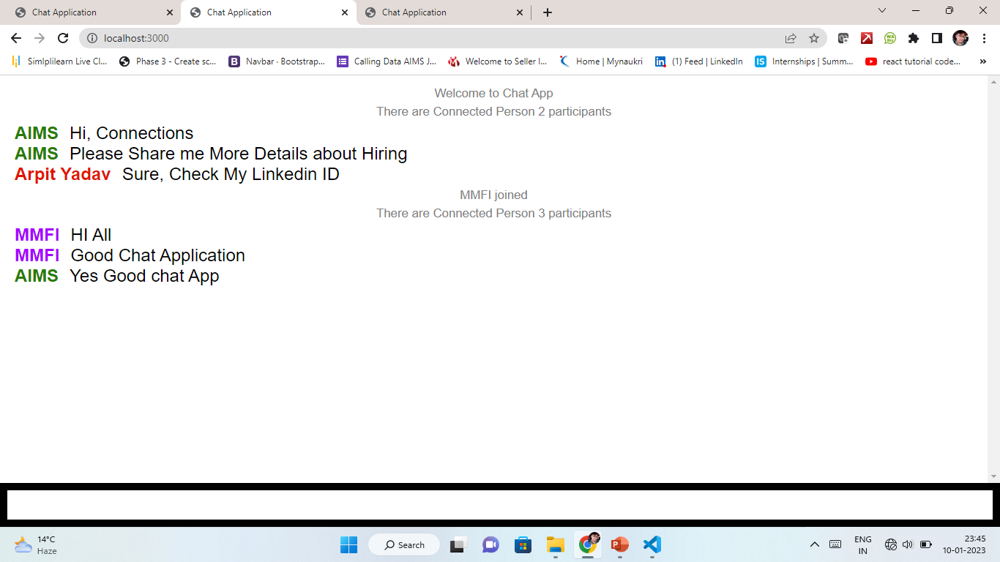 Chat Application
Chat Application
Chat Application
localhost:3000
Simlplilearn Live Cl...
Phase 3 - Create sc...
B
Navbar · Bootstrap...
Calling Data AIMS J...
Welcome to Seller I...
Home | Mynaukri
in
(1) Feed | LinkedIn
IS
Internships | Summ...
react tutorial code...
»
Welcome to Chat App
There are Connected Person 2 participants
AIMS Hi, Connections
AIMS Please Share me More Details about Hiring
Arpit Yadav Sure, Check My Linkedin ID
MMFI joined
There are Connected Person 3 participants
MMFI HI All
MMFI Good Chat Application
AIMS Yes Good chat App
14°C
Haze
Search
P
ENG
IN
23:45
10-01-2023